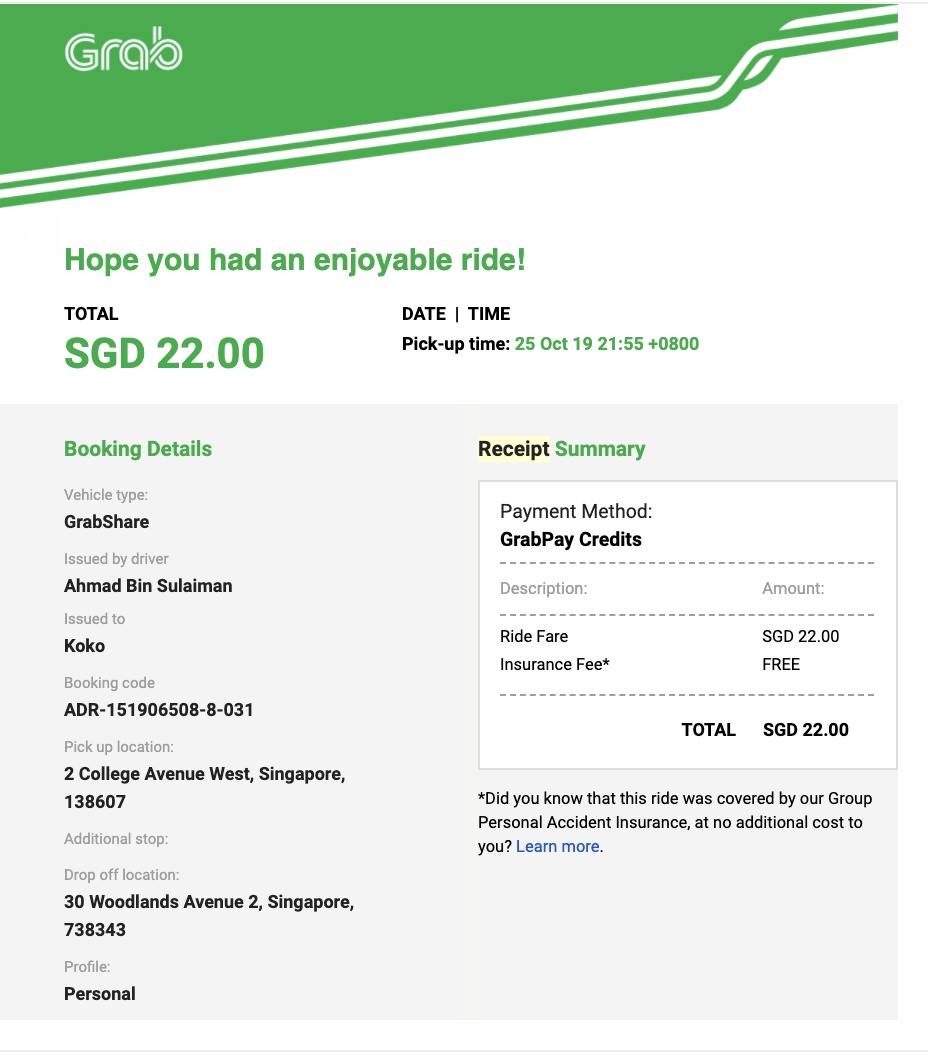 Grab
Hope you had an enjoyable ride!
TOTAL
SGD 22.00
DATE | TIME
Pick-up time: 25 Oct 19 21:55 +0800
Booking Details
Vehicle type:
GrabShare
Issued by driver
Ahmad Bin Sulaiman
Issued to
Koko
Booking code
ADR-151906508-8-031
Pick up location:
2 College Avenue West, Singapore,
138607
Additional stop:
Drop off location:
30 Woodlands Avenue 2, Singapore,
738343
Profile:
Personal
Receipt Summary
Payment Method:
GrabPay Credits
Description: Amount:
Ride Fare SGD 22.00
Insurance Fee* FREE
TOTAL SGD 22.00
*Did you know that this ride was covered by our Group
Personal Accident Insurance, at no additional cost to
you? Learn more.